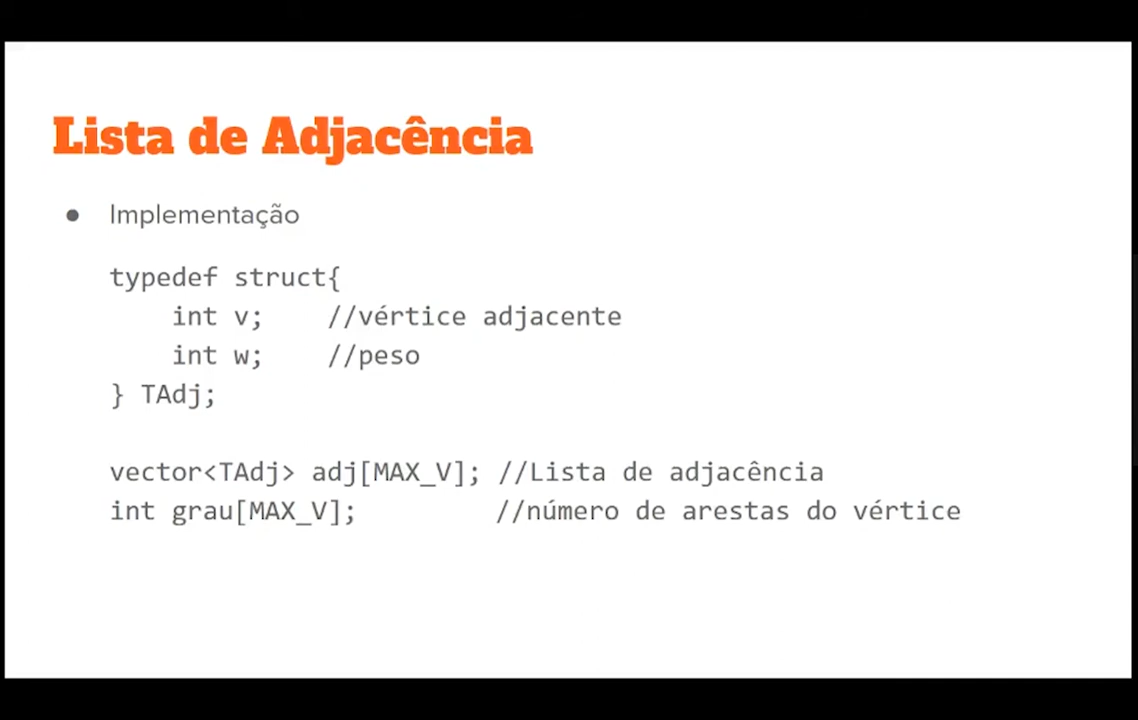 Lista de Adjacência
● Implementação
typedef struct{
    int v;    //vértice adjacente
    int w;    //peso
} TAdj;
vector<TAdj> adj[MAX_V]; //Lista de adjacência
int grau[MAX_V];         //número de arestas do vértice